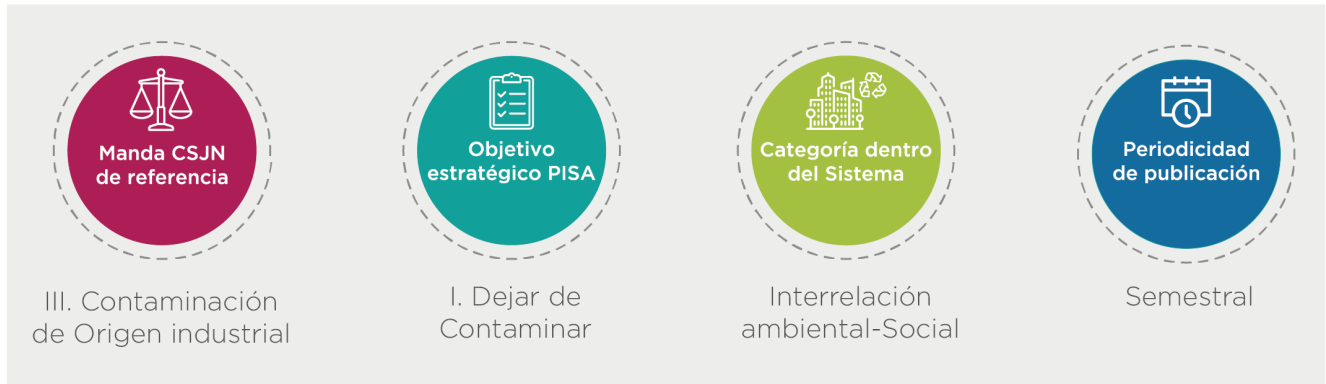 Manda CSJN
de referencia
III. Contaminación
de Origen industrial
Objetivo
estratégico PISA
I. Dejar de
Contaminar
Categoría dentro
del Sistema
Interrelación
ambiental-Social
Periodicidad
de publicación
Semestral